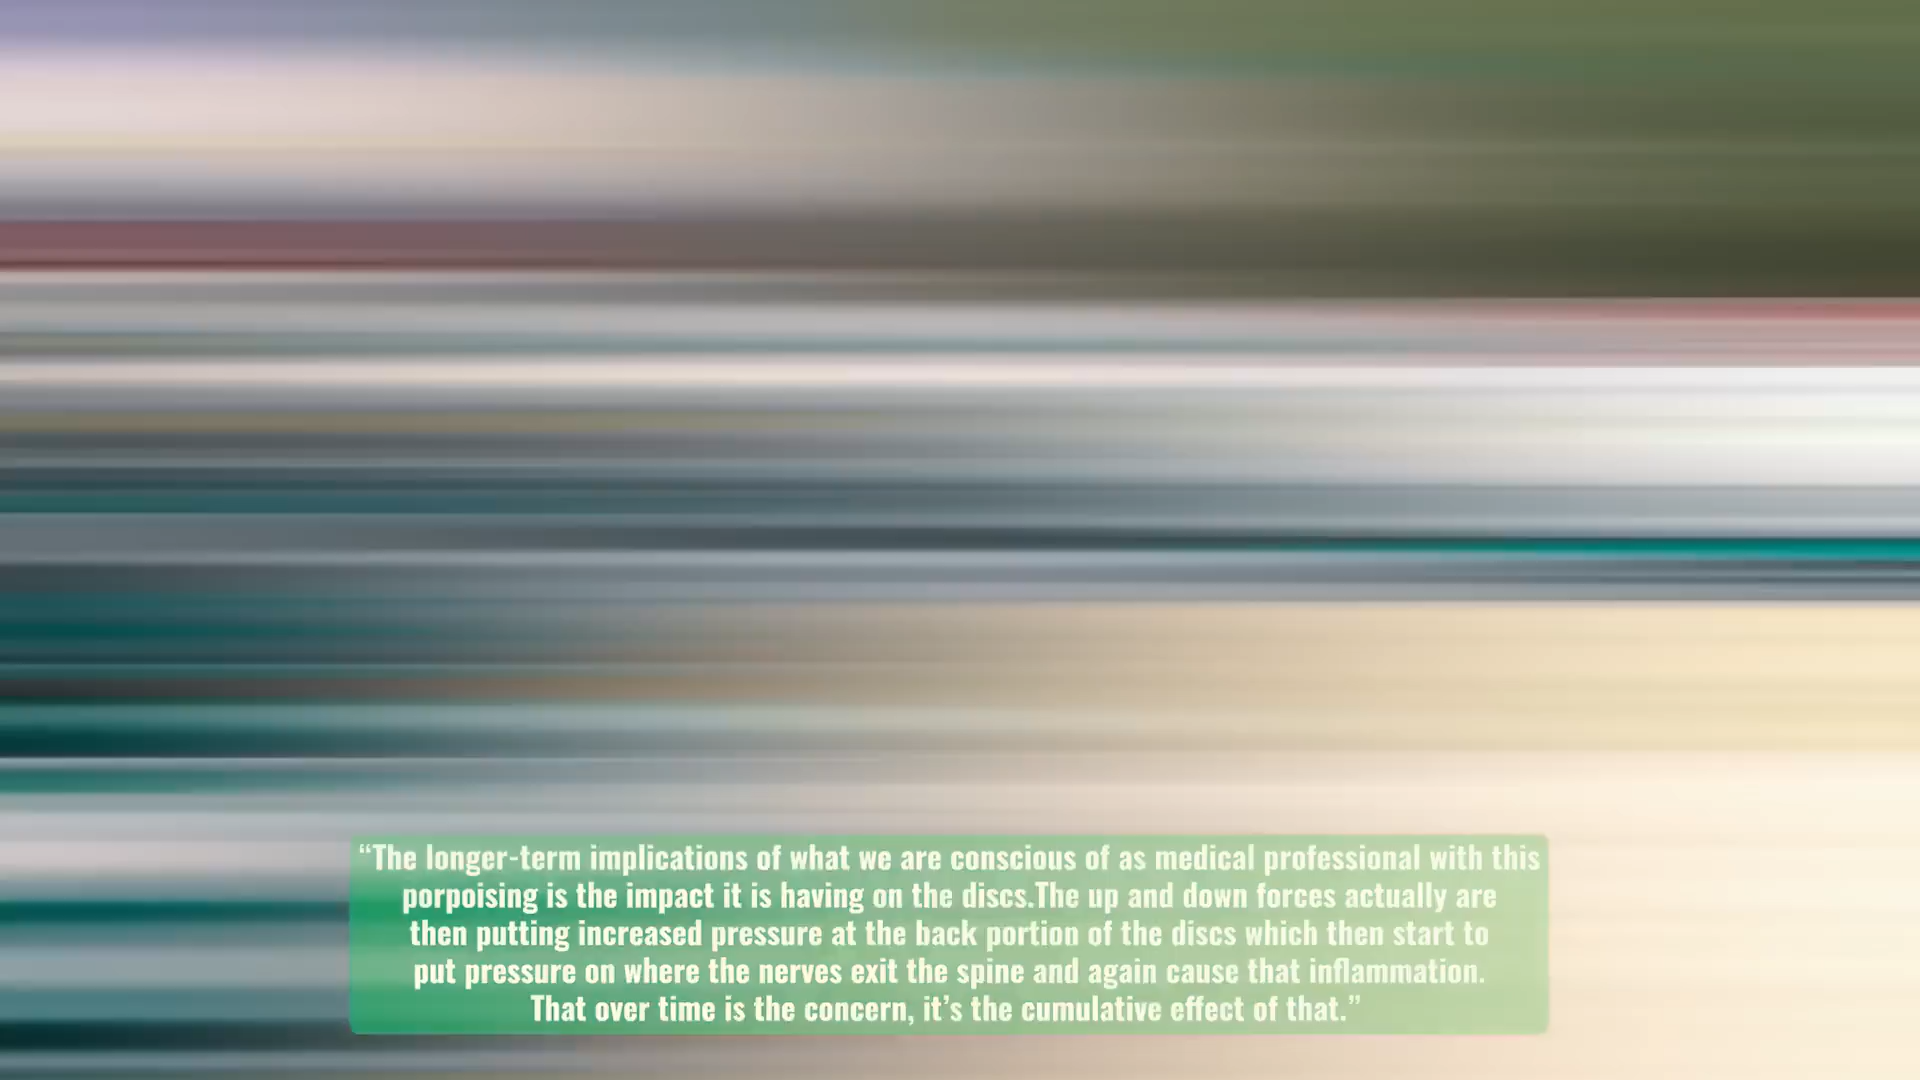 “The longer-term implications of what we are conscious of as medical professional with this
porpoising is the impact it is having on the discs.The up and down forces actually are
then putting increased pressure at the back portion of the discs which then start to
put pressure on where the nerves exit the spine and again cause that inflammation.
That over time is the concern, it’s the cumulative effect of that.”